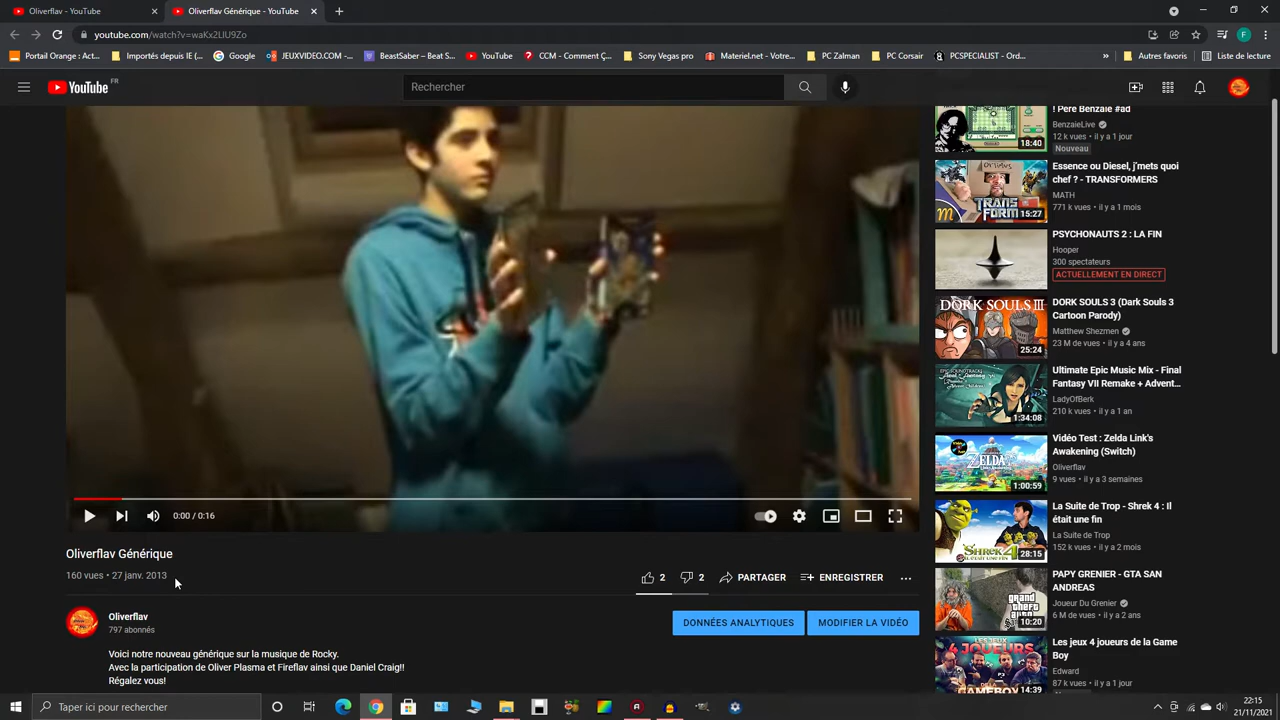 Oliverflav - YouTube
Oliverflav Générique - YouTube
youtube.com/watch?v=waKx2LIU9Zo
Portail Orange : Act...
Importés depuis IE (...
Google
JEUXVIDEO.COM -...
BeastSaber – Beat S...
YouTube
CCM - Comment Ç...
Sony Vegas pro
Materiel.net - Votre...
PC Zalman
PC Corsair
PCSPECIALIST - Ord...
Autres favoris
Liste de lecture
YouTube FR
Rechercher
! Père Benzaie #ad
BenzaieLive
12 k vues • il y a 1 jour
Nouveau
18:40
Essence ou Diesel, j'mets quoi
chef ? - TRANSFORMERS
MATH
771 k vues • il y a 1 mois
15:27
PSYCHONAUTS 2 : LA FIN
Hooper
300 spectateurs
ACTUELLEMENT EN DIRECT
DORK SOULS III
DORK SOULS 3 (Dark Souls 3
Cartoon Parody)
Matthew Shezmen
23 M de vues • il y a 4 ans
25:24
Ultimate Epic Music Mix - Final
Fantasy VII Remake + Advent...
LadyOfBerk
210 k vues • il y a 1 an
1:34:08
Vidéo Test : Zelda Link's
Awakening (Switch)
Oliverflav
9 vues • il y a 3 semaines
1:00:59
La Suite de Trop - Shrek 4 : Il
était une fin
La Suite de Trop
152 k vues • il y a 2 mois
28:15
PAPY GRENIER - GTA SAN
ANDREAS
Joueur Du Grenier
6 M de vues • il y a 2 ans
10:20
Les jeux 4 joueurs de la Game
Boy
Edward
87 k vues • il y a 1 jour
14:39
0:00 / 0:16
Oliverflav Générique
160 vues • 27 janv. 2013
2
2
PARTAGER
ENREGISTRER
Oliverflav
797 abonnés
DONNÉES ANALYTIQUES
MODIFIER LA VIDÉO
Voici notre nouveau générique sur la musique de Rocky.
Avec la participation de Oliver Plasma et Fireflav ainsi que Daniel Craig!!
Régalez vous!
Taper ici pour rechercher
22:15
21/11/2021